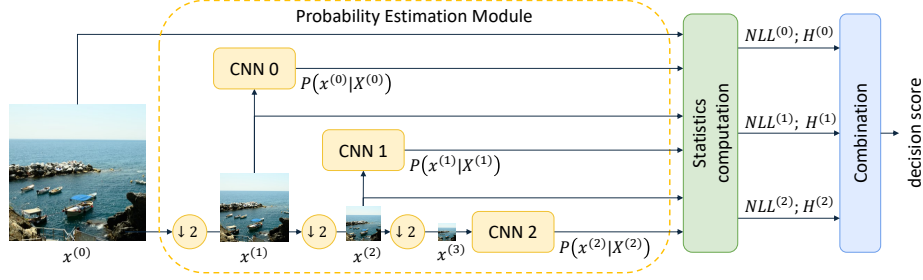 Probability Estimation Module
CNN 0
P(x^(0)|X^(0))
CNN 1
P(x^(1)|X^(1))
CNN 2
P(x^(2)|X^(2))
↓2
↓2
↓2
x^(0)
x^(1)
x^(2)
x^(3)
Statistics
computation
NLL^(0); H^(0)
NLL^(1); H^(1)
NLL^(2); H^(2)
Combination
decision score